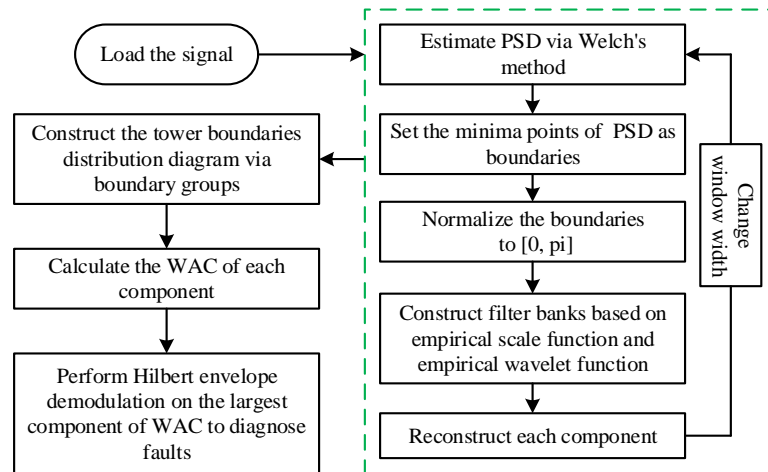 Load the signal
Estimate PSD via Welch's
method
Set the minima points of PSD as
boundaries
Normalize the boundaries
to [0, pi]
Construct filter banks based on
empirical scale function and
empirical wavelet function
Reconstruct each component
Change
window width
Construct the tower boundaries
distribution diagram via
boundary groups
Calculate the WAC of each
component
Perform Hilbert envelope
demodulation on the largest
component of WAC to diagnose
faults